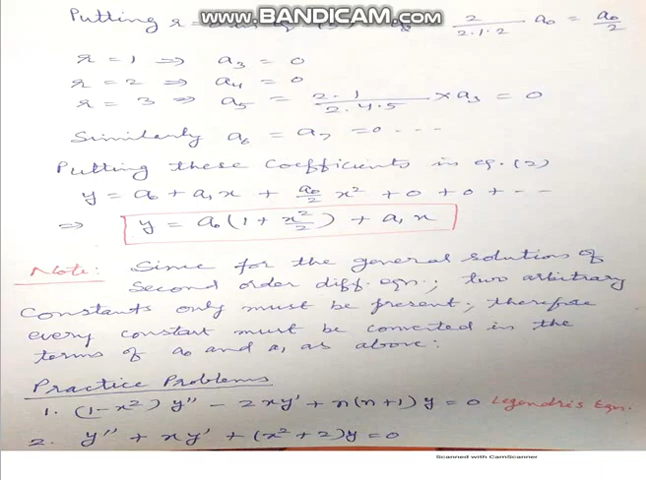 WWW.BANDICAM.COM
Putting r = 2/(2·1·2) a₀ = a₀/2
r = 1 ⇒ a₃ = 0
r = 2 ⇒ a₄ = 0
r = 3 ⇒ a₅ = 2·1/(2·4·5) × a₃ = 0
Similarly a₆ = a₇ = 0 - - -
Putting these coefficients in eq. (2)
y = a₀ + a₁x + a₀/2 x² + 0 + 0 + - -
⇒ y = a₀(1 + x²/2) + a₁x
Note: Since for the general solution of
second order diff. eqn.; two arbitrary
constants only must be present; therefore
every constant must be converted in the
terms of a₀ and a₁ as above:
Practice Problems
1. (1-x²) y'' - 2xy' + n(n+1) y = 0 Legendri's Eqn.
2. y'' + xy' + (x²+2)y = 0
Scanned with CamScanner